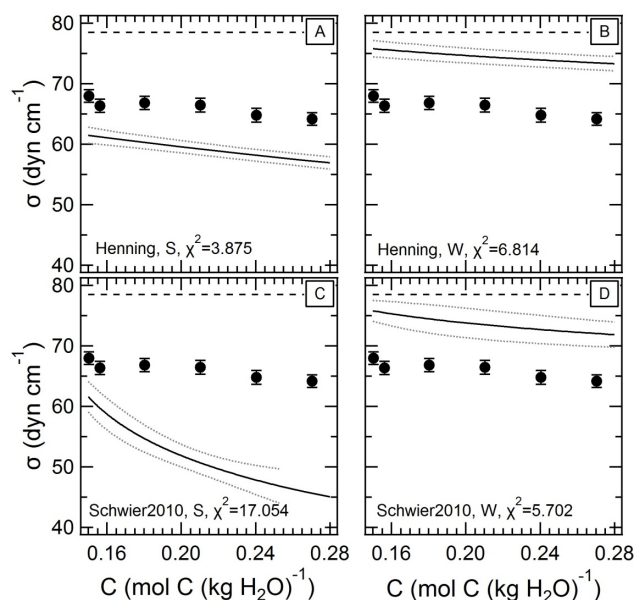 A
B
80
70
60
50
40
σ (dyn cm⁻¹)
Henning, S, χ²=3.875
Henning, W, χ²=6.814
C
D
80
70
60
50
40
σ (dyn cm⁻¹)
Schwier2010, S, χ²=17.054
Schwier2010, W, χ²=5.702
0.16 0.20 0.24 0.28
0.16 0.20 0.24 0.28
C (mol C (kg H₂O)⁻¹
C (mol C (kg H₂O)⁻¹